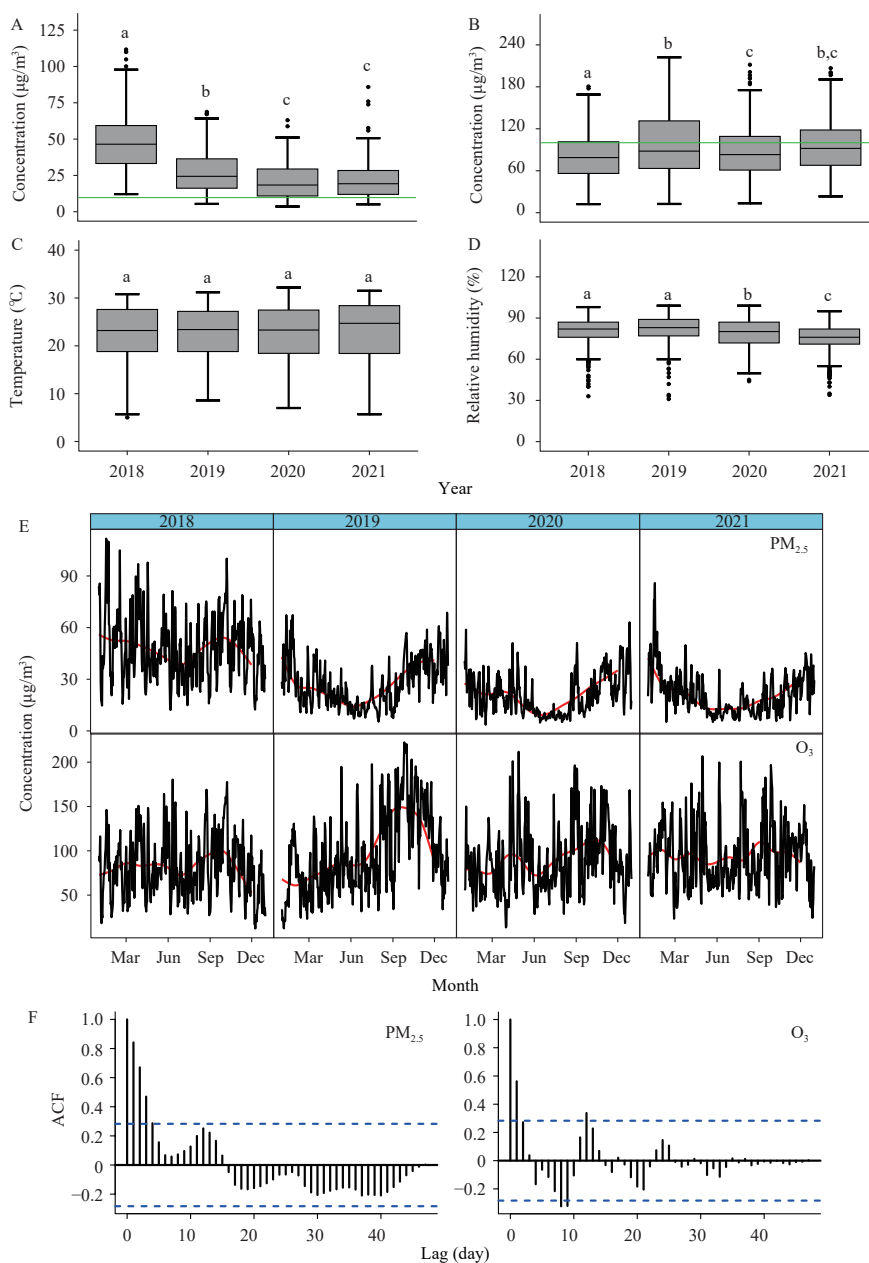 A
B
Concentration (μg/m³)
125
100
75
50
25
0
a
b
c
c
Concentration (μg/m³)
240
180
120
60
0
a
b
c
b,c
C
D
Temperature (℃)
40
30
20
10
0
a
a
a
a
2018 2019 2020 2021
Relative humidity (%)
120
90
60
30
0
a
a
b
c
2018 2019 2020 2021
Year
E
2018 2019 2020 2021
PM₂.₅
90
60
30
0
O₃
200
150
100
50
Concentration (μg/m³)
Mar Jun Sep Dec Mar Jun Sep Dec Mar Jun Sep Dec Mar Jun Sep Dec
Month
F
PM₂.₅
ACF
1.0
0.8
0.6
0.4
0.2
0
−0.2
0 10 20 30 40
O₃
1.0
0.8
0.6
0.4
0.2
0
−0.2
0 10 20 30 40
Lag (day)